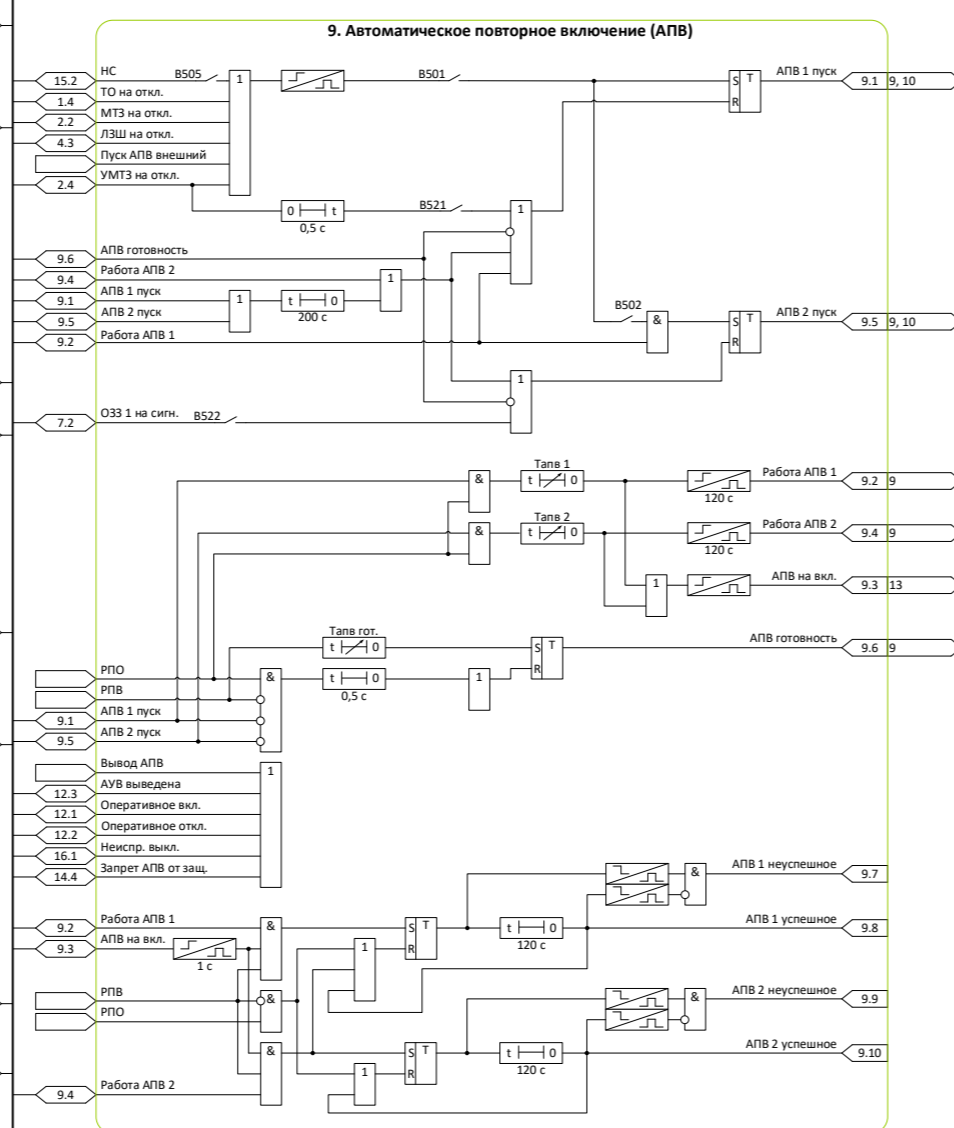 9. Автоматическое повторное включение (АПВ)
15.2 НС B505 1 B501 S T АПВ 1 пуск 9.1 9, 10
R
1.4 ТО на откл.
2.2 МТЗ на откл.
4.3 ЛЗШ на откл.
Пуск АПВ внешний
2.4 УМТЗ на откл.
0 t B521 1
0,5 с
9.6 АПВ готовность
9.4 Работа АПВ 2
1
9.1 АПВ 1 пуск
1 t 0
200 с
9.5 АПВ 2 пуск
B502 & S T АПВ 2 пуск 9.5 9, 10
R
9.2 Работа АПВ 1
1
7.2 ОЗЗ 1 на сигн. B522
& Тапв 1 t 0 Работа АПВ 1 9.2 9
120 с
& Тапв 2 t 0 Работа АПВ 2 9.4 9
120 с
1 АПВ на вкл. 9.3 13
Тапв гот. t 0 S T АПВ готовность 9.6 9
R
РПО & t 0 1
0,5 с
РПВ
9.1 АПВ 1 пуск
9.5 АПВ 2 пуск
Вывод АПВ 1
12.3 АУВ выведена
12.1 Оперативное вкл.
12.2 Оперативное откл.
16.1 Неиспр. выкл.
14.4 Запрет АПВ от защ.
& АПВ 1 неуспешное 9.7
9.2 Работа АПВ 1 & S T t 0 АПВ 1 успешное 9.8
R 120 с
9.3 АПВ на вкл. 1
1 с
РПВ & & АПВ 2 неуспешное 9.9
РПО
& S T t 0 АПВ 2 успешное 9.10
R 120 с
1
9.4 Работа АПВ 2